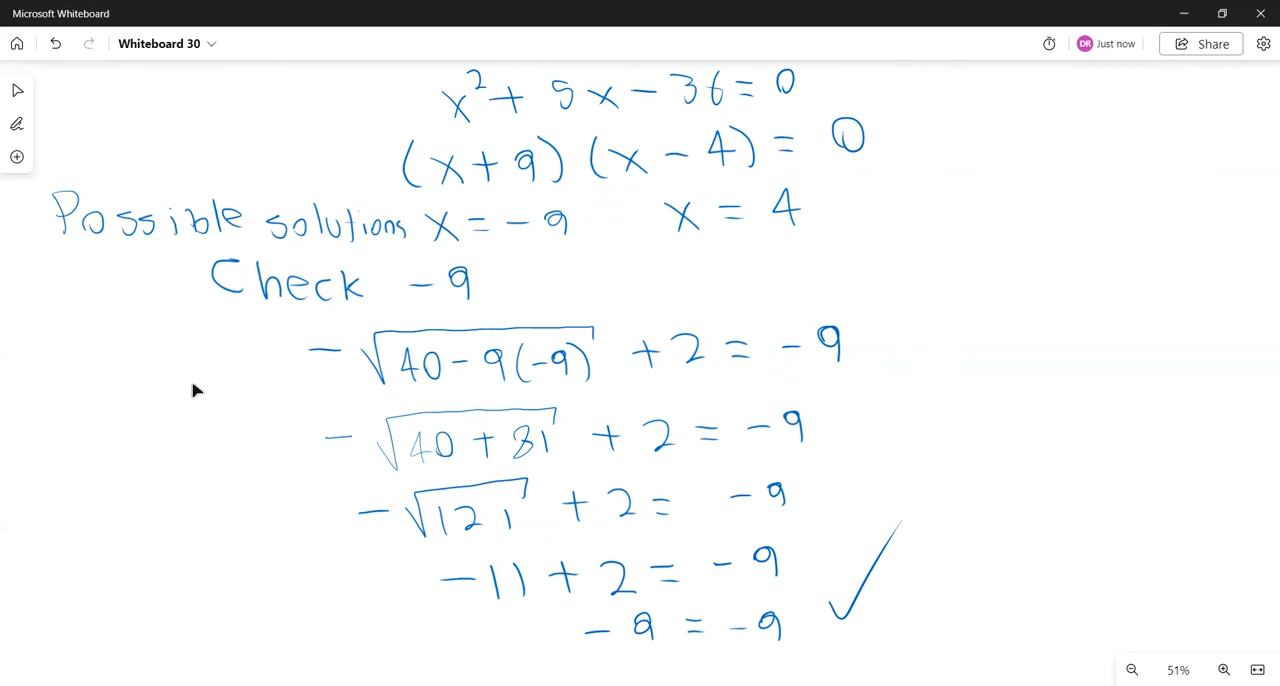 Microsoft Whiteboard
Whiteboard 30
DR Just now
Share
x² + 5x - 36 = 0
(x + 9) (x - 4) = 0
Possible solutions x = -9 x = 4
Check -9
-√(40 - 9(-9)) + 2 = -9
-√(40 + 81) + 2 = -9
-√121 + 2 = -9
-11 + 2 = -9
-9 = -9 ✓
51%